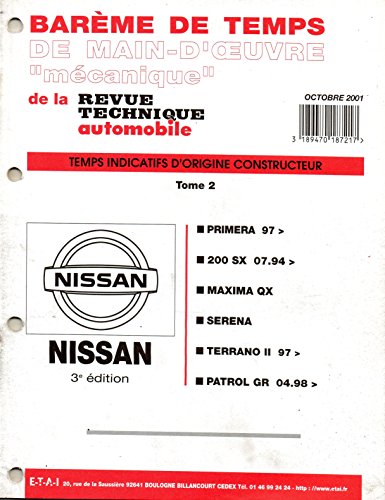 BARÈME DE TEMPS
DE MAIN-D'ŒUVRE
"mécanique"
de la REVUE
TECHNIQUE
automobile
OCTOBRE 2001
3 189470 187217 >
TEMPS INDICATIFS D'ORIGINE CONSTRUCTEUR
Tome 2
NISSAN
NISSAN
3e édition
■ PRIMERA 97 >
■ 200 SX 07.94 >
■ MAXIMA QX
■ SERENA
■ TERRANO II 97 >
■ PATROL GR 04.98 >
E-T-A-I 20, rue de la Saussière 92641 BOULOGNE BILLANCOURT CEDEX Tél. 01 46 99 24 24 - http://www.etai.fr